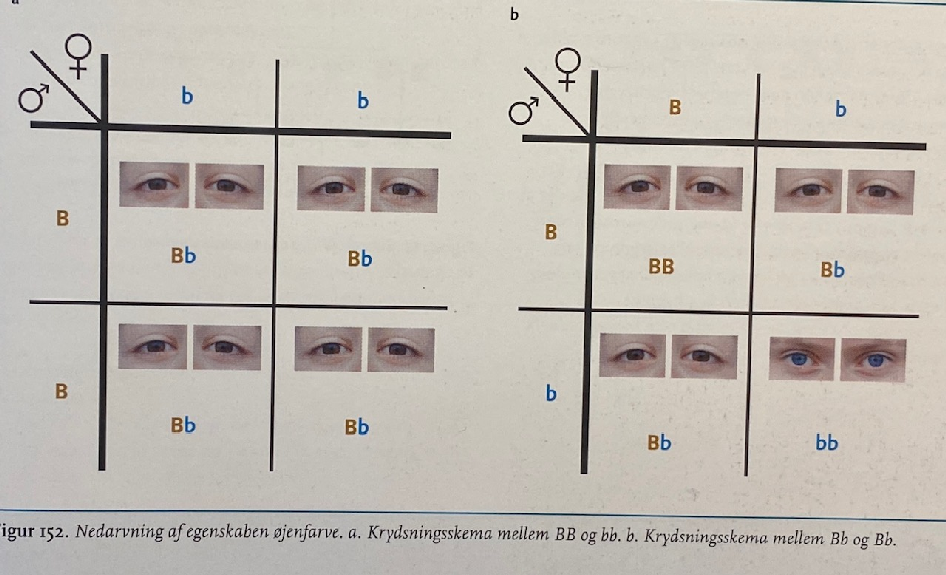 b
♀
♂
b b
B
Bb Bb
B
Bb Bb
♀
♂
B b
B
BB Bb
b
Bb bb
igur 152. Nedarvning af egenskaben øjenfarve. a. Krydsningsskema mellem BB og bb. b. Krydsningsskema mellem Bb og Bb.